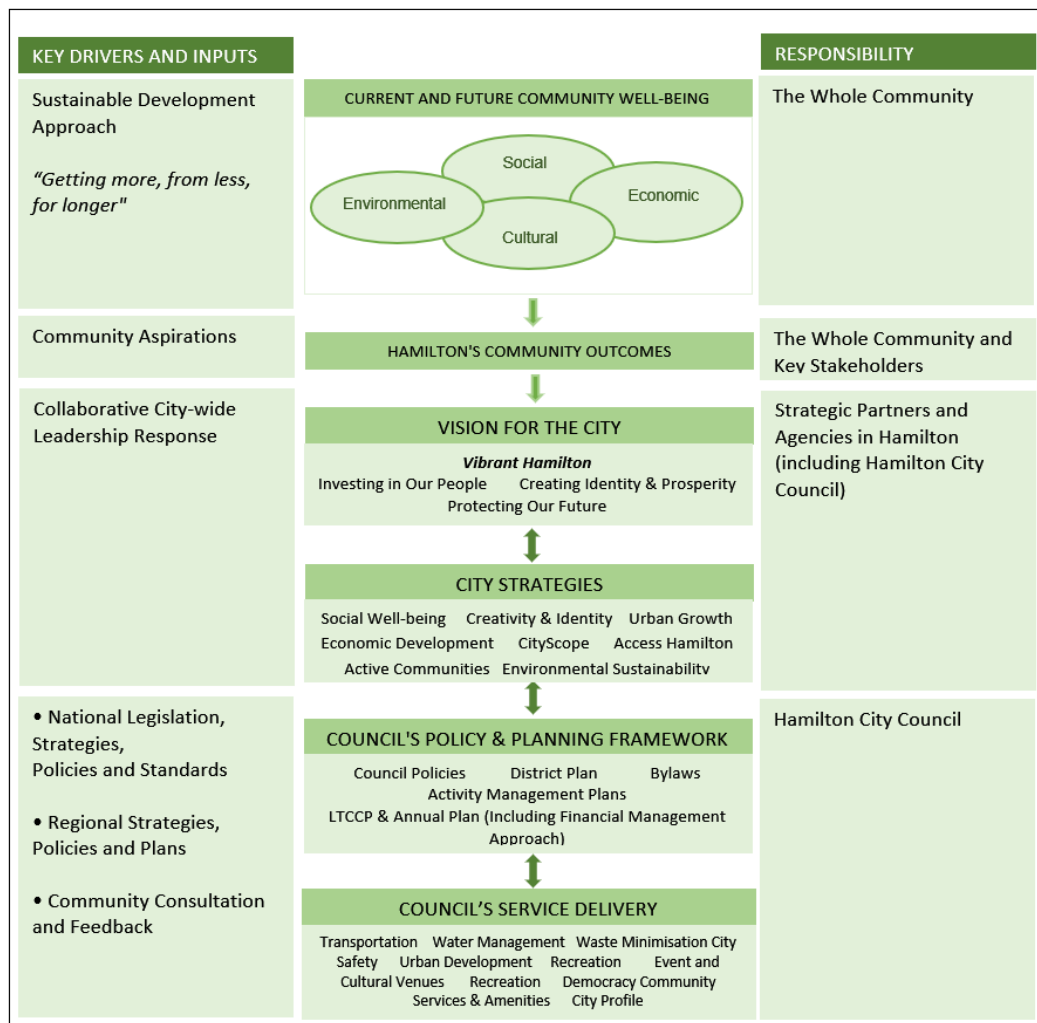 KEY DRIVERS AND INPUTS
Sustainable Development
Approach
“Getting more, from less,
for longer"
Community Aspirations
Collaborative City-wide
Leadership Response
• National Legislation,
Strategies,
Policies and Standards
• Regional Strategies,
Policies and Plans
• Community Consultation
and Feedback
CURRENT AND FUTURE COMMUNITY WELL-BEING
Social
Environmental
Economic
Cultural
HAMILTON'S COMMUNITY OUTCOMES
VISION FOR THE CITY
Vibrant Hamilton
Investing in Our People Creating Identity & Prosperity
Protecting Our Future
CITY STRATEGIES
Social Well-being Creativity & Identity Urban Growth
Economic Development CityScope Access Hamilton
Active Communities Environmental Sustainability
COUNCIL'S POLICY & PLANNING FRAMEWORK
Council Policies District Plan Bylaws
Activity Management Plans
LTCCP & Annual Plan (Including Financial Management
Approach)
COUNCIL’S SERVICE DELIVERY
Transportation Water Management Waste Minimisation City
Safety Urban Development Recreation Event and
Cultural Venues Recreation Democracy Community
Services & Amenities City Profile
RESPONSIBILITY
The Whole Community
The Whole Community and
Key Stakeholders
Strategic Partners and
Agencies in Hamilton
(including Hamilton City
Council)
Hamilton City Council